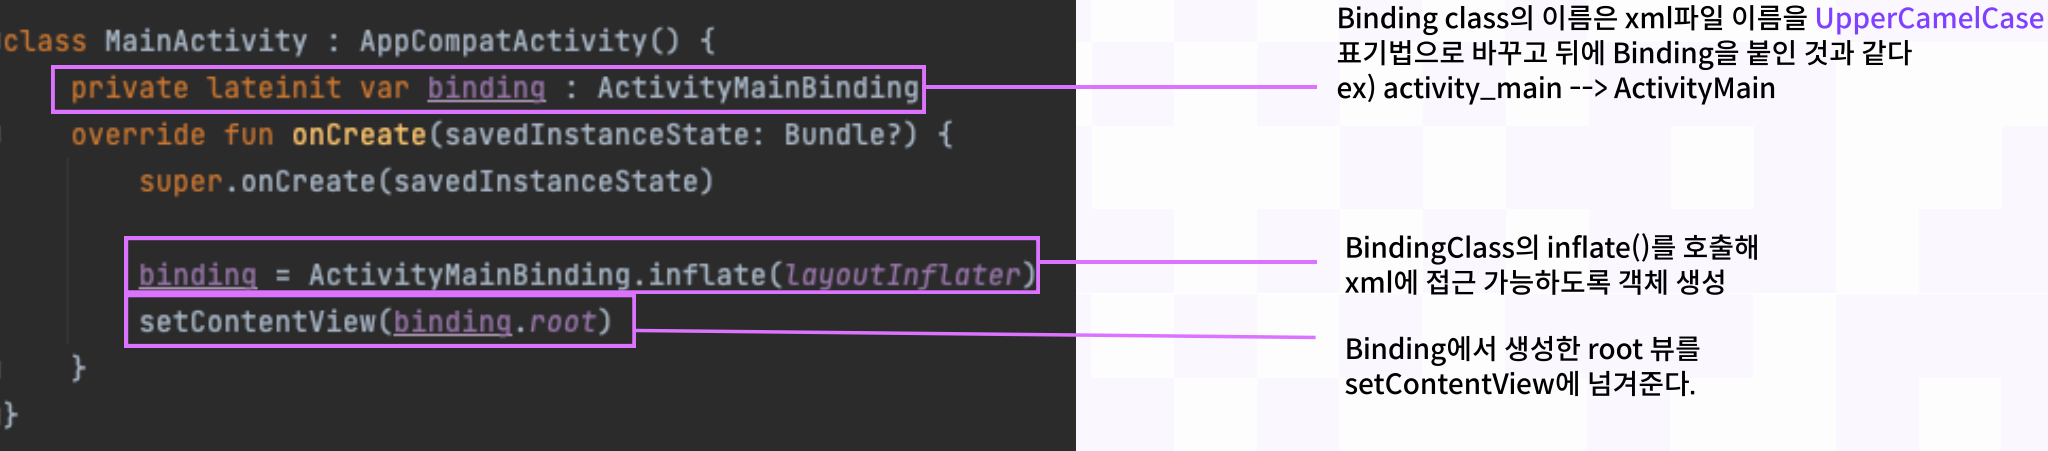 class MainActivity : AppCompatActivity() {
private lateinit var binding : ActivityMainBinding
override fun onCreate(savedInstanceState: Bundle?) {
super.onCreate(savedInstanceState)
binding = ActivityMainBinding.inflate(layoutInflater)
setContentView(binding.root)
}
}
Binding class의 이름은 xml파일 이름을 UpperCamelCase
표기법으로 바꾸고 뒤에 Binding을 붙인 것과 같다
ex) activity_main --> ActivityMain
BindingClass의 inflate()를 호출해
xml에 접근 가능하도록 객체 생성
Binding에서 생성한 root 뷰를
setContentView에 넘겨준다.